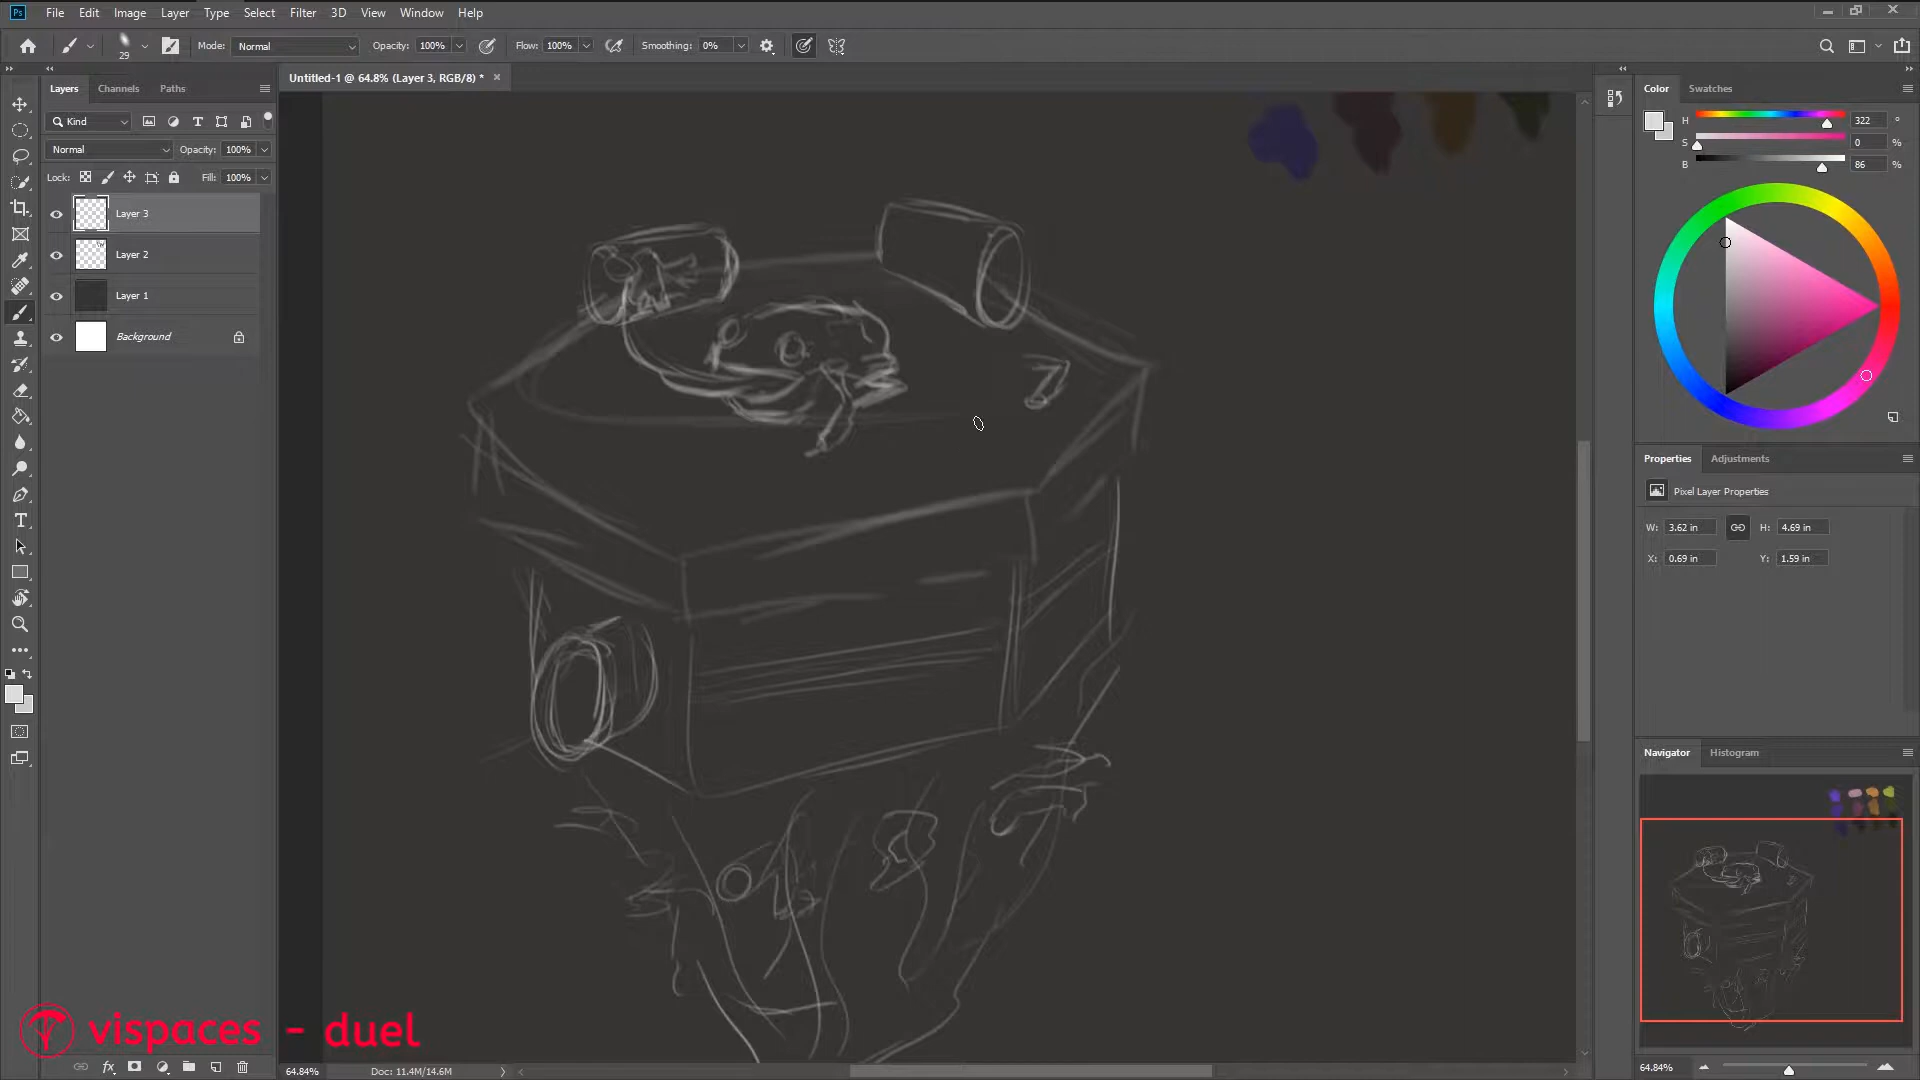 Ps File Edit Image Layer Type Select Filter 3D View Window Help
29 Mode: Normal Opacity: 100% Flow: 100% Smoothing: 0%
Untitled-1 @ 64.8% (Layer 3, RGB/8) *
Layers Channels Paths
Kind
Normal Opacity: 100%
Lock: Fill: 100%
Layer 3
Layer 2
Layer 1
Background
Color Swatches
H 322 °
S 0 %
B 86 %
Properties Adjustments
Pixel Layer Properties
W: 3.62 in H: 4.69 in
X: 0.69 in Y: 1.59 in
Navigator Histogram
64.84%
vispaces - duel
fx
64.84% Doc: 11.4M/14.6M